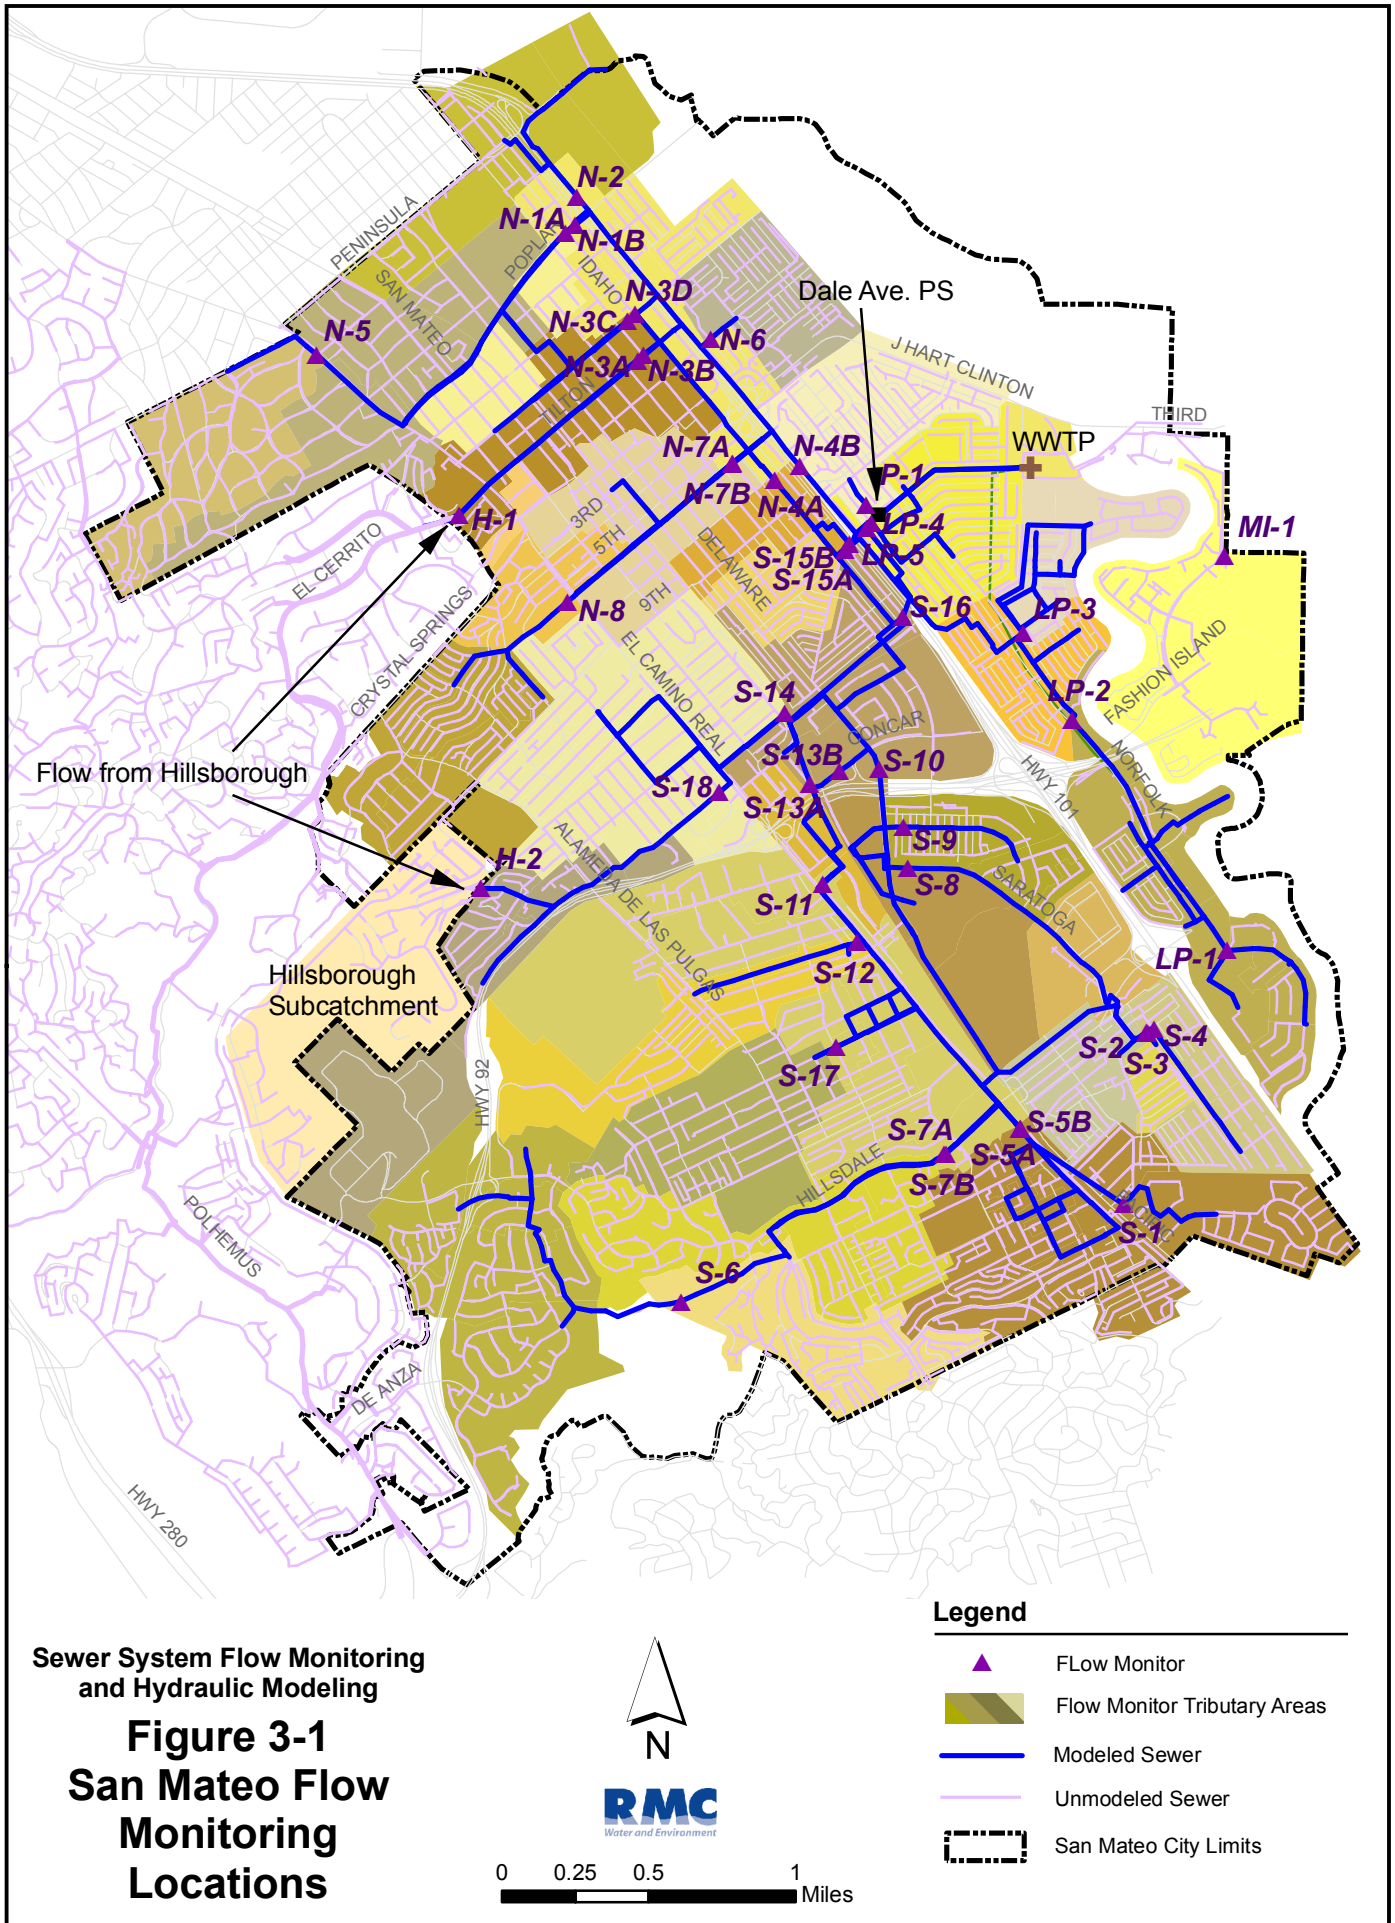 N-2
N-1A
N-1B
PENINSULA
POPLAR
IDAHO
SAN MATEO
N-3D
N-3C
Dale Ave. PS
N-5
N-6
N-3A
N-3B
J HART CLINTON
TILTON
THIRD
WWTP
N-7A
N-4B
P-1
N-7B
N-4A
3RD
5TH
H-1
LP-4
DELAWARE
LP-5
S-15B
S-15A
MI-1
EL CERRITO
9TH
N-8
S-16
LP-3
CRYSTAL SPRINGS
EL CAMINO REAL
FASHION ISLAND
LP-2
S-14
CONCAR
NORFOLK
S-13B
S-10
HWY 101
Flow from Hillsborough
S-18
S-13A
S-9
ALAMEDA DE LAS PULGAS
H-2
S-8
SARATOGA
S-11
S-12
LP-1
Hillsborough
Subcatchment
S-4
S-2
S-3
S-17
HWY 92
S-5B
S-7A
S-5A
HILLSDALE
S-7B
S-1
POLHEMUS
S-6
DE ANZA
HWY 280
Sewer System Flow Monitoring
and Hydraulic Modeling
Figure 3-1
San Mateo Flow
Monitoring
Locations
N
RMC
Water and Environment
0 0.25 0.5 1
Miles
Legend
FLow Monitor
Flow Monitor Tributary Areas
Modeled Sewer
Unmodeled Sewer
San Mateo City Limits